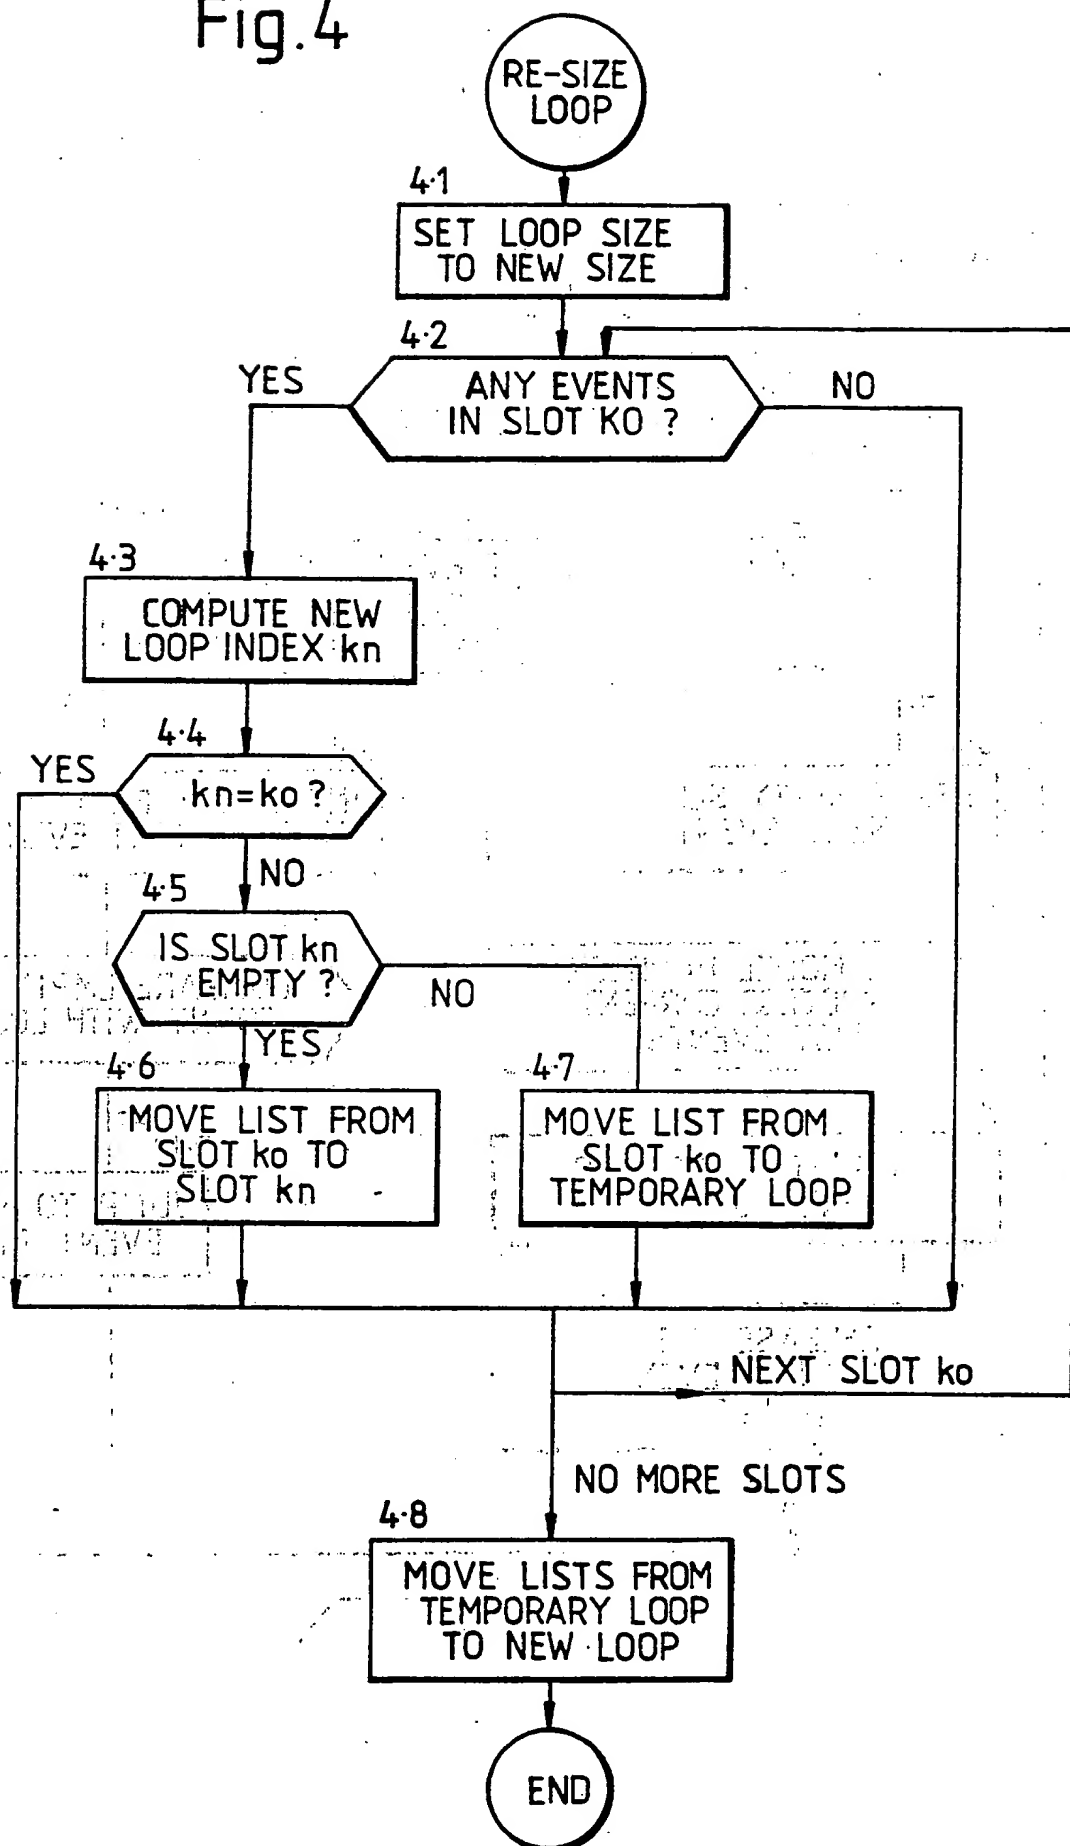 Fig.4
RE-SIZE
LOOP
4.1
SET LOOP SIZE
TO NEW SIZE
4.2
YES
ANY EVENTS
IN SLOT KO ?
NO
4.3
COMPUTE NEW
LOOP INDEX kn
4.4
YES
kn=ko ?
NO
4.5
IS SLOT kn
EMPTY ?
NO
YES
4.6
MOVE LIST FROM
SLOT ko TO
SLOT kn
4.7
MOVE LIST FROM
SLOT ko TO
TEMPORARY LOOP
NEXT SLOT ko
NO MORE SLOTS
4.8
MOVE LISTS FROM
TEMPORARY LOOP
TO NEW LOOP
END